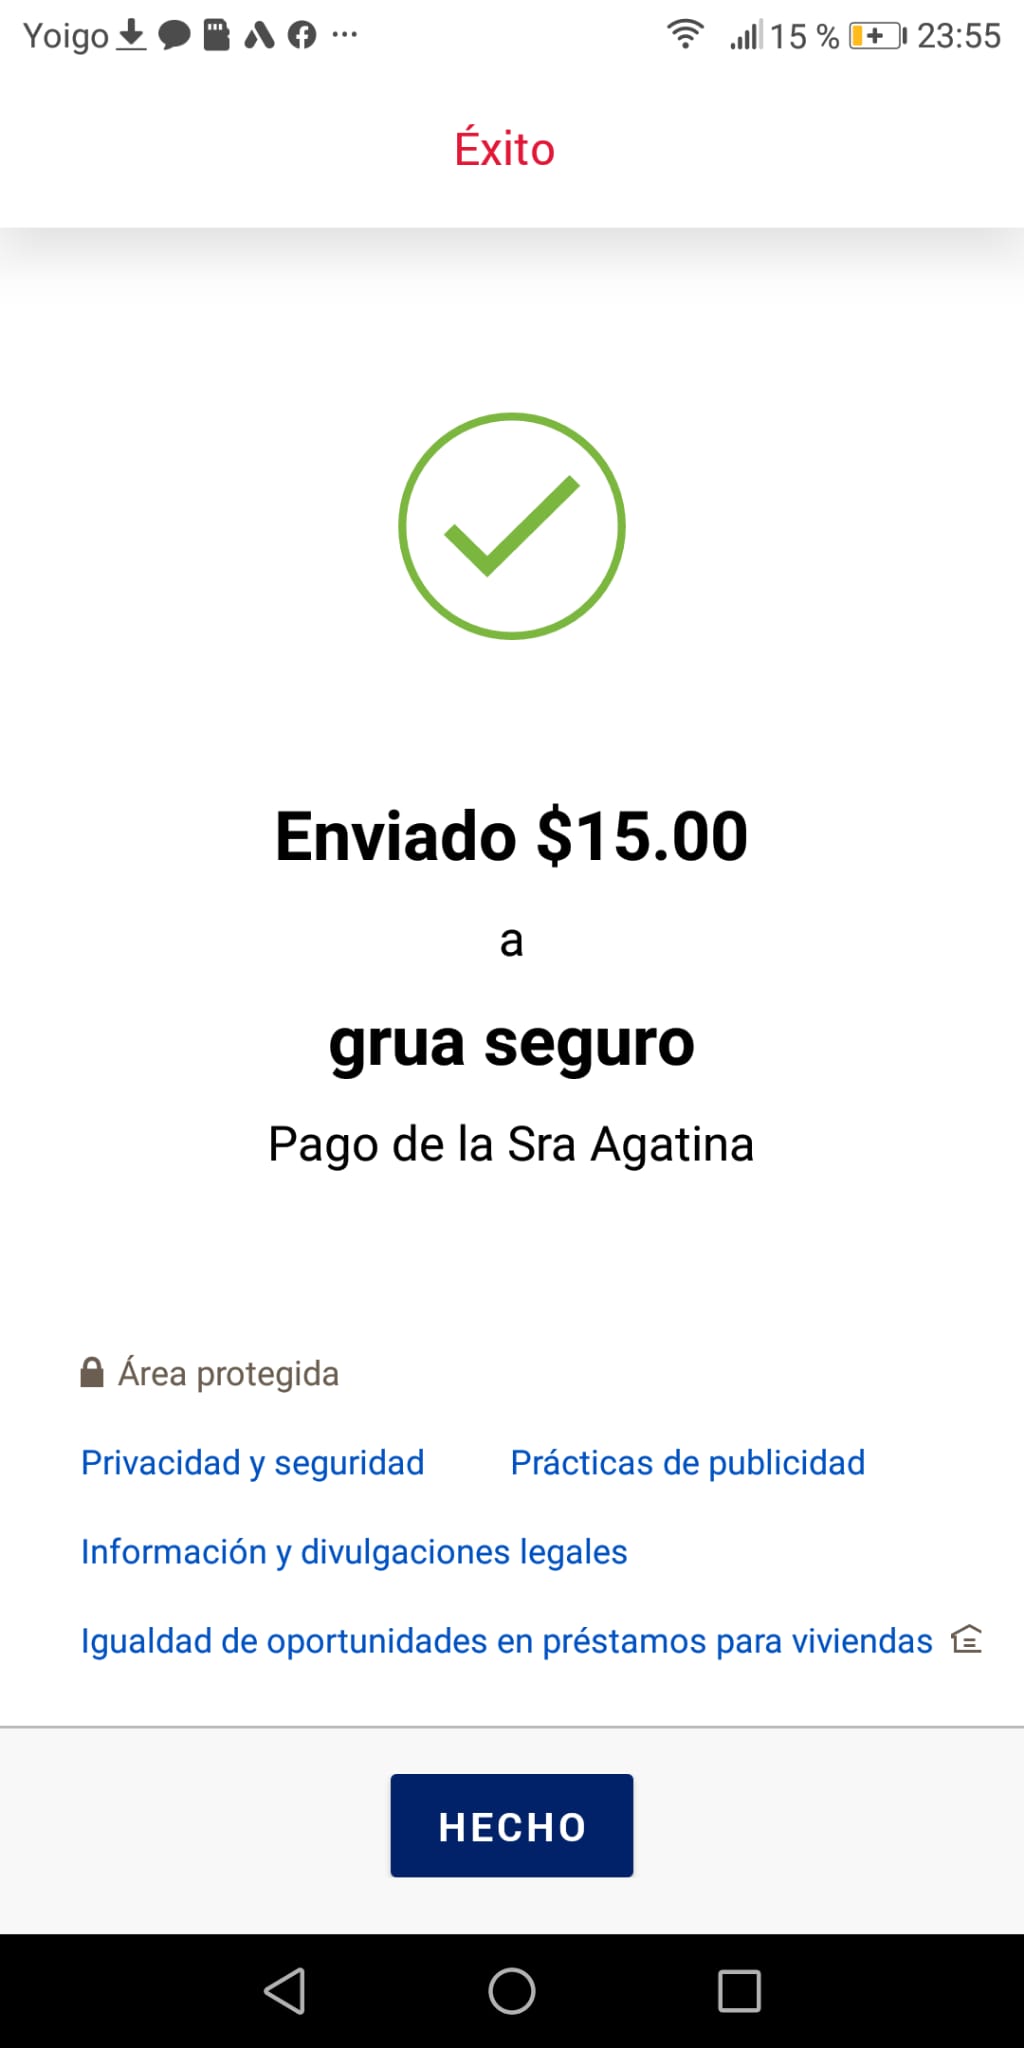 Yoigo 15 % 23:55
Éxito
Enviado $15.00
a
grua seguro
Pago de la Sra Agatina
Área protegida
Privacidad y seguridad Prácticas de publicidad
Información y divulgaciones legales
Igualdad de oportunidades en préstamos para viviendas
HECHO